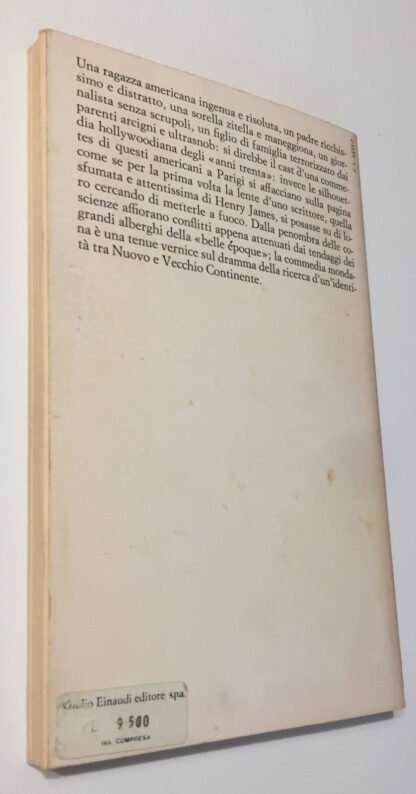 Una ragazza americana ingenua e risoluta, un padre ricchis-
simo e distratto, una sorella zitella e maneggiona, un gior-
nalista senza scrupoli, un figlio di famiglia terrorizzato dai
parenti arcigni e ultrasnob: si direbbe il cast d'una comme-
dia hollywoodiana degli «anni trenta»: invece le silhouet-
tes di questi americani a Parigi si affacciano sulla pagina
come se per la prima volta la lente d'uno scrittore, quella
sfumata e attentissima di Henry James, si posasse su di lo-
ro cercando di metterle a fuoco. Dalla penombra delle co-
scienze affiorano conflitti appena attenuati dai tendaggi dei
grandi alberghi della «belle époque»; la commedia monda-
na è una tenue vernice sul dramma della ricerca d'un'identi-
tà tra Nuovo e Vecchio Continente.
Giulio Einaudi editore spa
L 9500
IVA COMPRESA